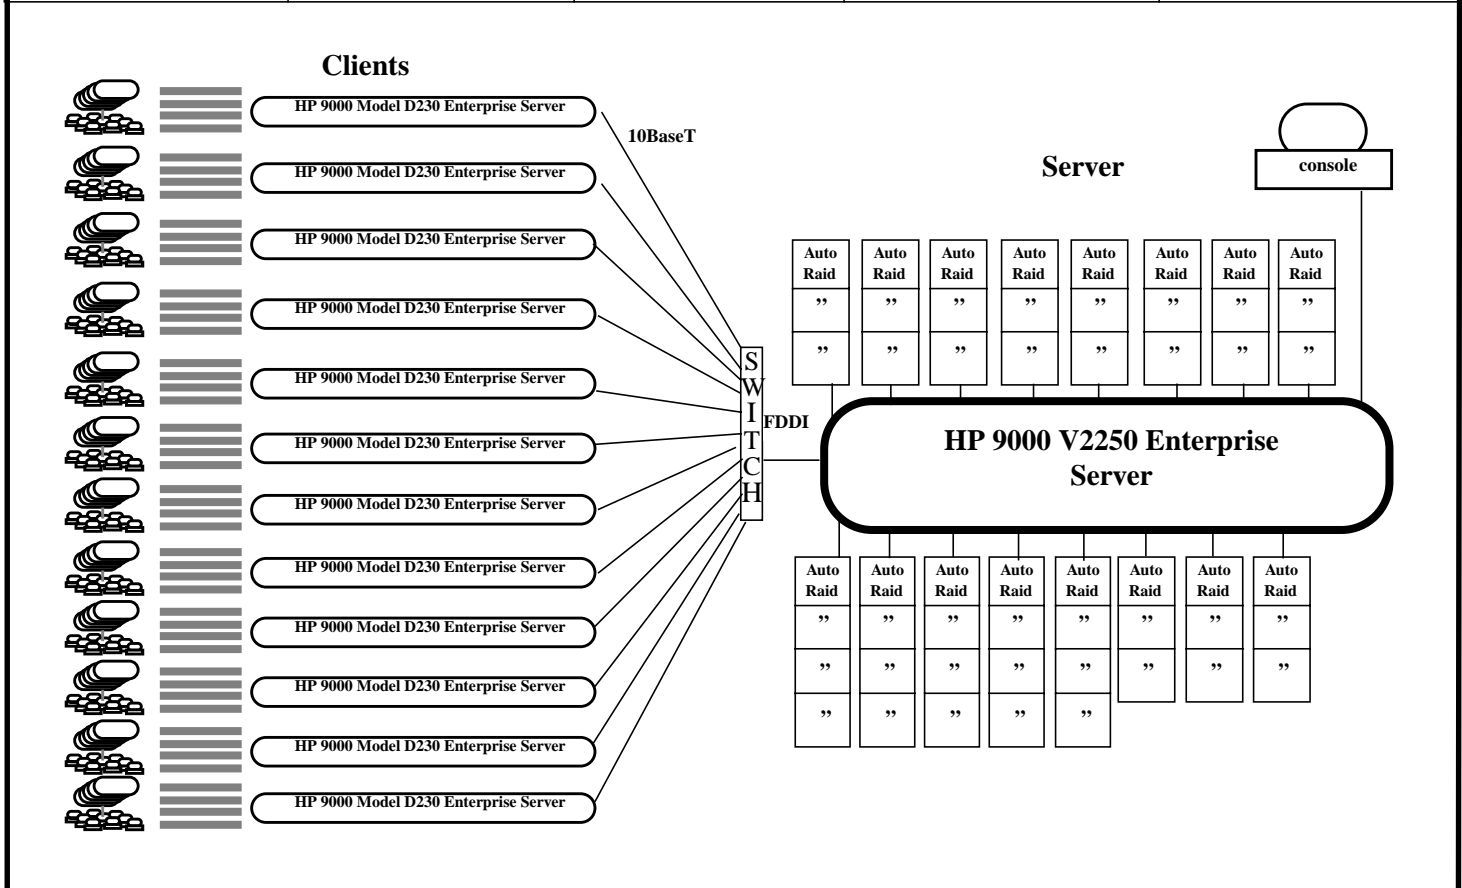 Clients
HP 9000 Model D230 Enterprise Server
HP 9000 Model D230 Enterprise Server
HP 9000 Model D230 Enterprise Server
HP 9000 Model D230 Enterprise Server
HP 9000 Model D230 Enterprise Server
HP 9000 Model D230 Enterprise Server
HP 9000 Model D230 Enterprise Server
HP 9000 Model D230 Enterprise Server
HP 9000 Model D230 Enterprise Server
HP 9000 Model D230 Enterprise Server
HP 9000 Model D230 Enterprise Server
HP 9000 Model D230 Enterprise Server
10BaseT
S
W
I
T
C
H
FDDI
Server
console
Auto Auto Auto Auto Auto Auto Auto Auto
Raid Raid Raid Raid Raid Raid Raid Raid
” ” ” ” ” ” ” ”
” ” ” ” ” ” ” ”
HP 9000 V2250 Enterprise
Server
Auto Auto Auto Auto Auto Auto Auto Auto
Raid Raid Raid Raid Raid Raid Raid Raid
” ” ” ” ” ” ” ”
” ” ” ” ” ” ” ”
” ” ” ” ”